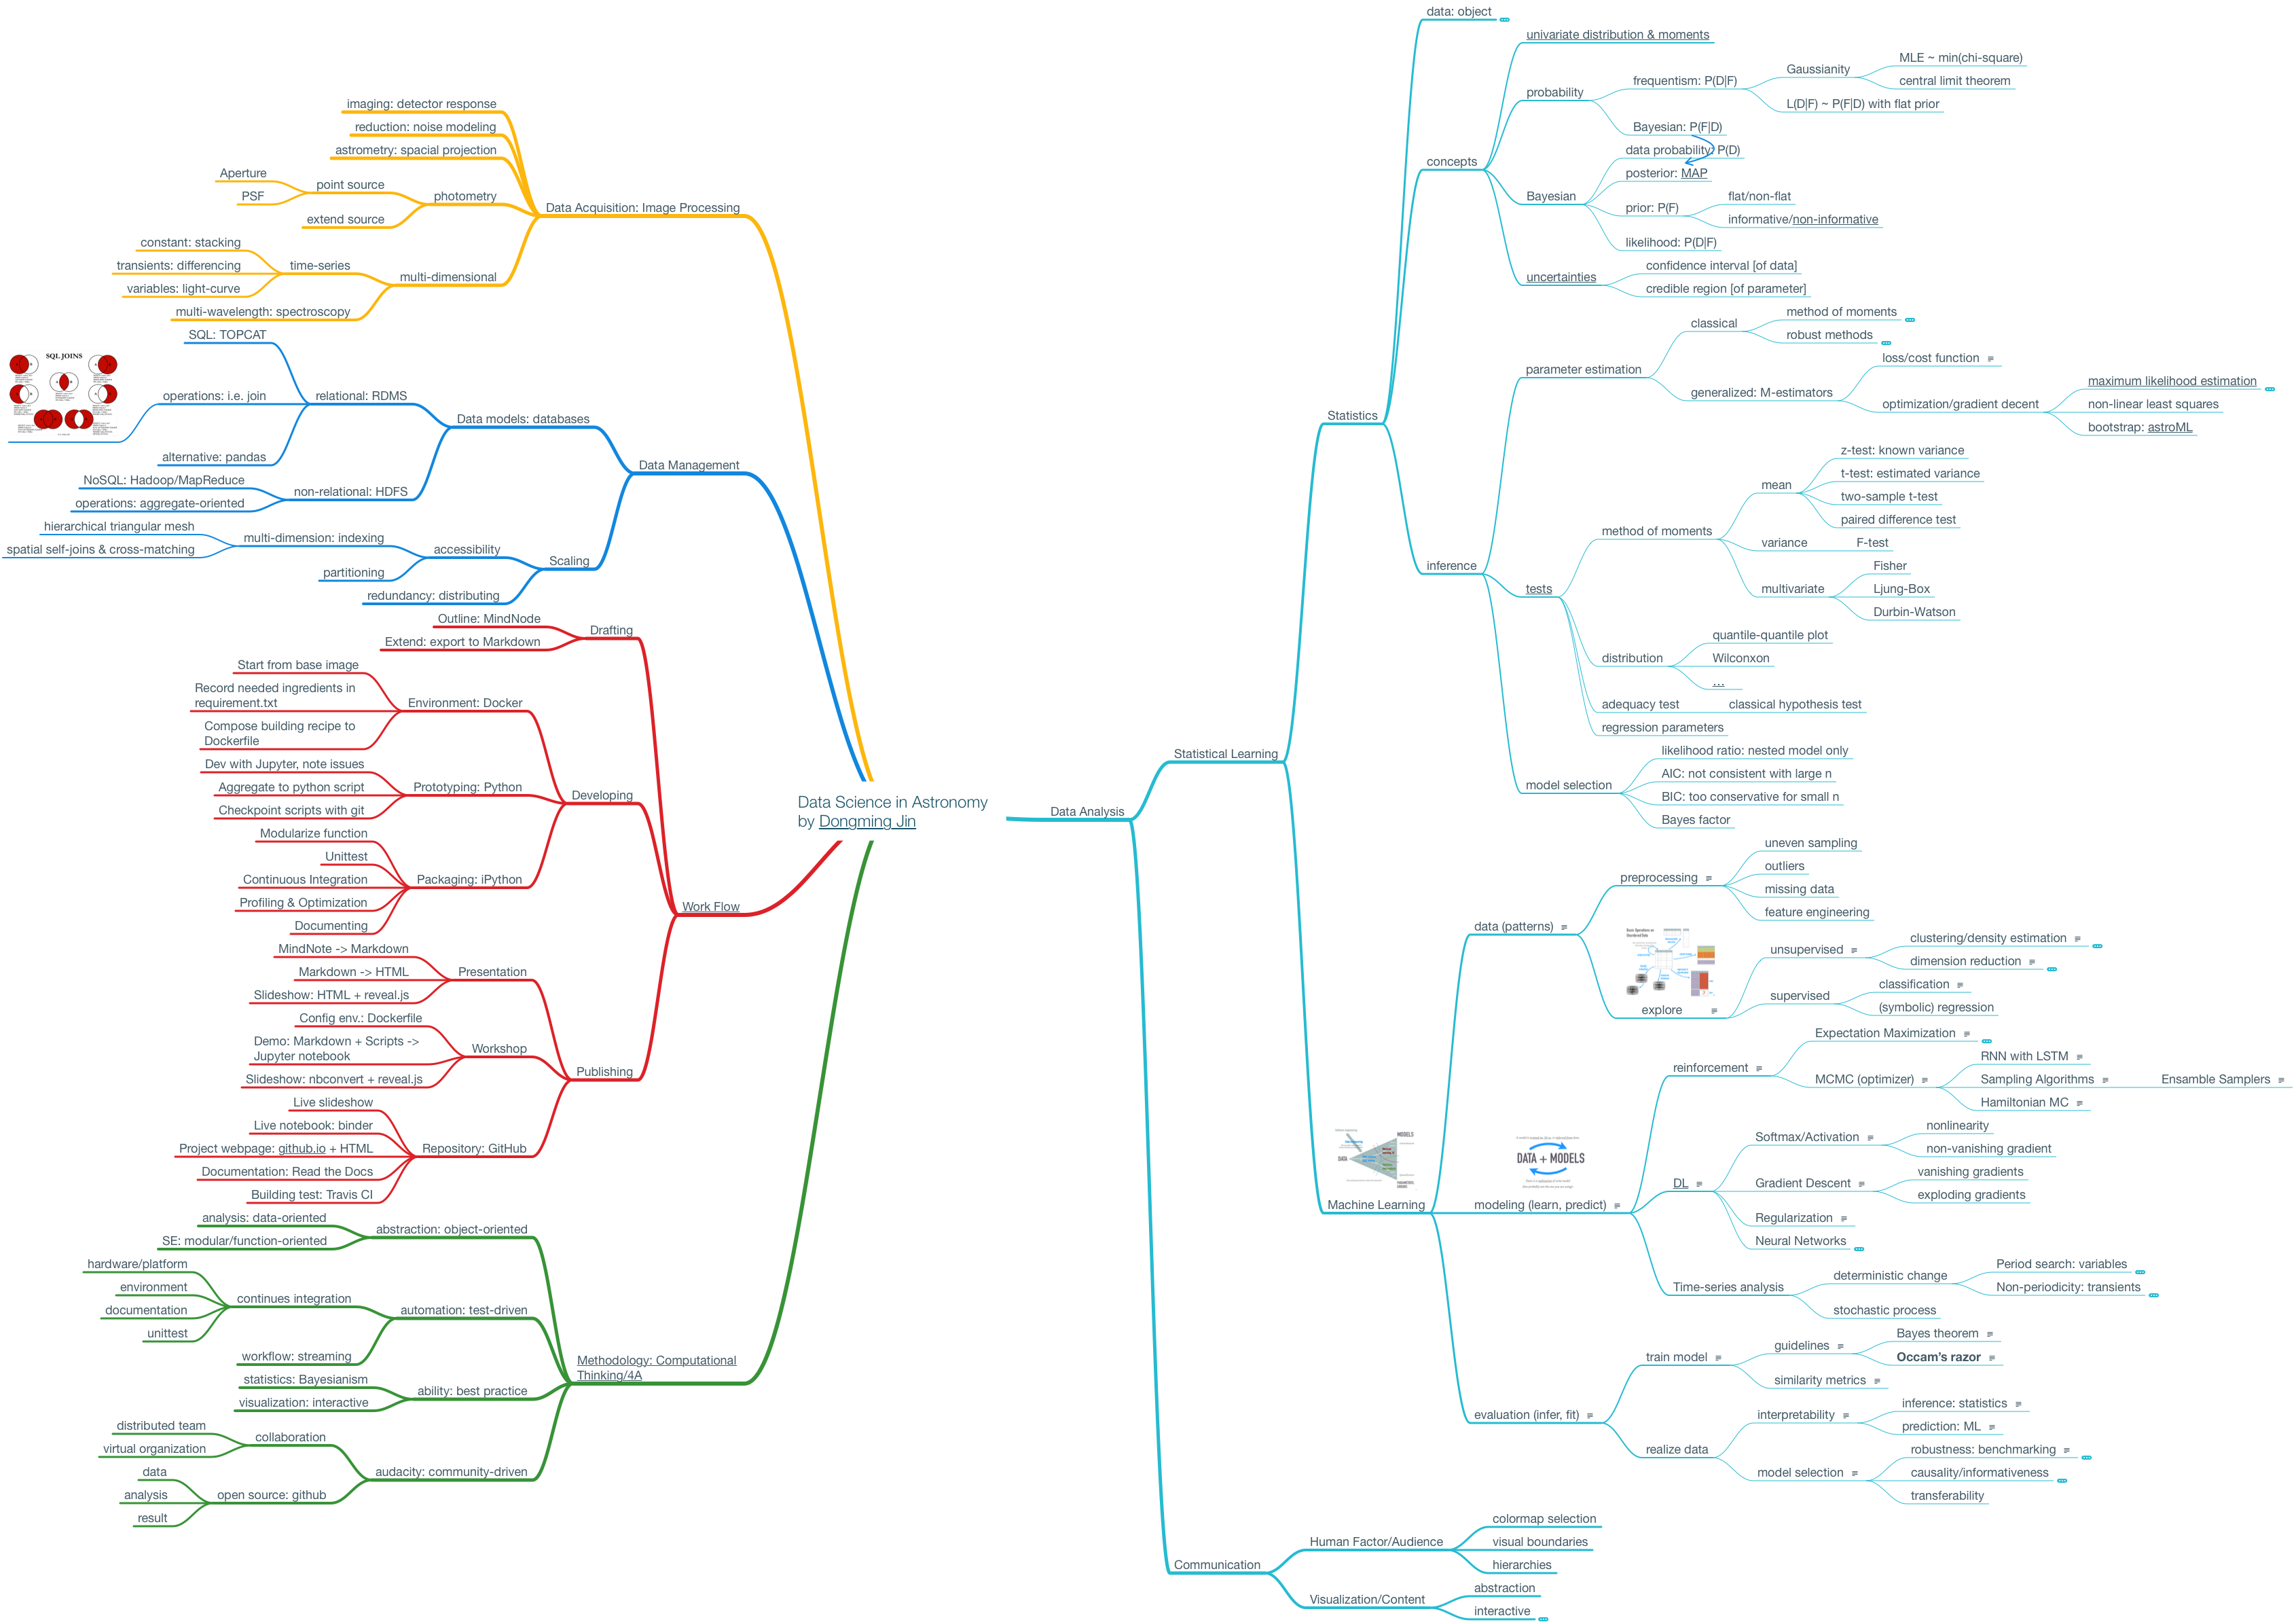 Data Science in Astronomy
by Dongming Jin
Data Acquisition: Image Processing
imaging: detector response
reduction: noise modeling
astrometry: spacial projection
photometry
point source
Aperture
PSF
extend source
multi-dimensional
time-series
constant: stacking
transients: differencing
variables: light-curve
multi-wavelength: spectroscopy
Data Management
Data models: databases
relational: RDMS
SQL: TOPCAT
operations: i.e. join
SQL JOINS
alternative: pandas
non-relational: HDFS
NoSQL: Hadoop/MapReduce
operations: aggregate-oriented
Scaling
accessibility
multi-dimension: indexing
hierarchical triangular mesh
spatial self-joins & cross-matching
partitioning
redundancy: distributing
Work Flow
Drafting
Outline: MindNode
Extend: export to Markdown
Developing
Environment: Docker
Start from base image
Record needed ingredients in
requirement.txt
Compose building recipe to
Dockerfile
Prototyping: Python
Dev with Jupyter, note issues
Aggregate to python script
Checkpoint scripts with git
Packaging: iPython
Modularize function
Unittest
Continuous Integration
Profiling & Optimization
Documenting
Publishing
Presentation
MindNote -> Markdown
Markdown -> HTML
Slideshow: HTML + reveal.js
Workshop
Config env.: Dockerfile
Demo: Markdown + Scripts ->
Jupyter notebook
Slideshow: nbconvert + reveal.js
Repository: GitHub
Live slideshow
Live notebook: binder
Project webpage: github.io + HTML
Documentation: Read the Docs
Building test: Travis CI
Methodology: Computational
Thinking/4A
abstraction: object-oriented
analysis: data-oriented
SE: modular/function-oriented
automation: test-driven
continues integration
hardware/platform
environment
documentation
unittest
workflow: streaming
ability: best practice
statistics: Bayesianism
visualization: interactive
audacity: community-driven
collaboration
distributed team
virtual organization
open source: github
data
analysis
result
Data Analysis
Statistical Learning
Statistics
data: object
concepts
univariate distribution & moments
probability
frequentism: P(D|F)
Gaussianity
MLE ~ min(chi-square)
central limit theorem
L(D|F) ~ P(F|D) with flat prior
Bayesian: P(F|D)
Bayesian
data probability: P(D)
posterior: MAP
prior: P(F)
flat/non-flat
informative/non-informative
likelihood: P(D|F)
uncertainties
confidence interval [of data]
credible region [of parameter]
inference
parameter estimation
classical
method of moments
robust methods
generalized: M-estimators
loss/cost function
optimization/gradient decent
maximum likelihood estimation
non-linear least squares
bootstrap: astroML
tests
method of moments
mean
z-test: known variance
t-test: estimated variance
two-sample t-test
paired difference test
variance
F-test
multivariate
Fisher
Ljung-Box
Durbin-Watson
distribution
quantile-quantile plot
Wilconxon
...
adequacy test
classical hypothesis test
regression parameters
model selection
likelihood ratio: nested model only
AIC: not consistent with large n
BIC: too conservative for small n
Bayes factor
Machine Learning
DATA
MODELS
data (patterns)
preprocessing
uneven sampling
outliers
missing data
feature engineering
explore
unsupervised
clustering/density estimation
dimension reduction
supervised
classification
(symbolic) regression
modeling (learn, predict)
DATA + MODELS
reinforcement
Expectation Maximization
MCMC (optimizer)
RNN with LSTM
Sampling Algorithms
Ensamble Samplers
Hamiltonian MC
DL
Softmax/Activation
nonlinearity
non-vanishing gradient
Gradient Descent
vanishing gradients
exploding gradients
Regularization
Neural Networks
Time-series analysis
deterministic change
Period search: variables
Non-periodicity: transients
stochastic process
evaluation (infer, fit)
train model
guidelines
Bayes theorem
Occam's razor
similarity metrics
realize data
interpretability
inference: statistics
prediction: ML
model selection
robustness: benchmarking
causality/informativeness
transferability
Communication
Human Factor/Audience
colormap selection
visual boundaries
hierarchies
Visualization/Content
abstraction
interactive